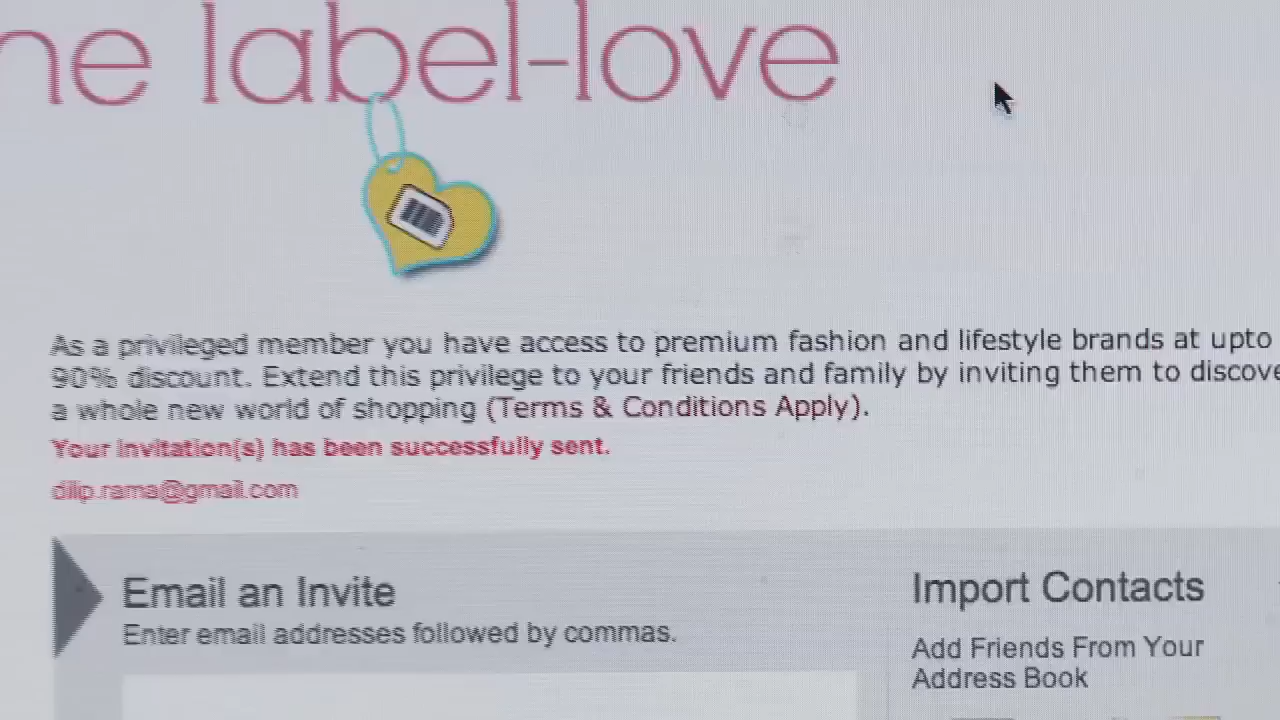 ne label-love
As a privileged member you have access to premium fashion and lifestyle brands at upto
90% discount. Extend this privilege to your friends and family by inviting them to discove
a whole new world of shopping (Terms & Conditions Apply).
Your invitation(s) has been successfully sent.
dilip.rama@gmail.com
Email an Invite
Enter email addresses followed by commas.
Import Contacts
Add Friends From Your
Address Book